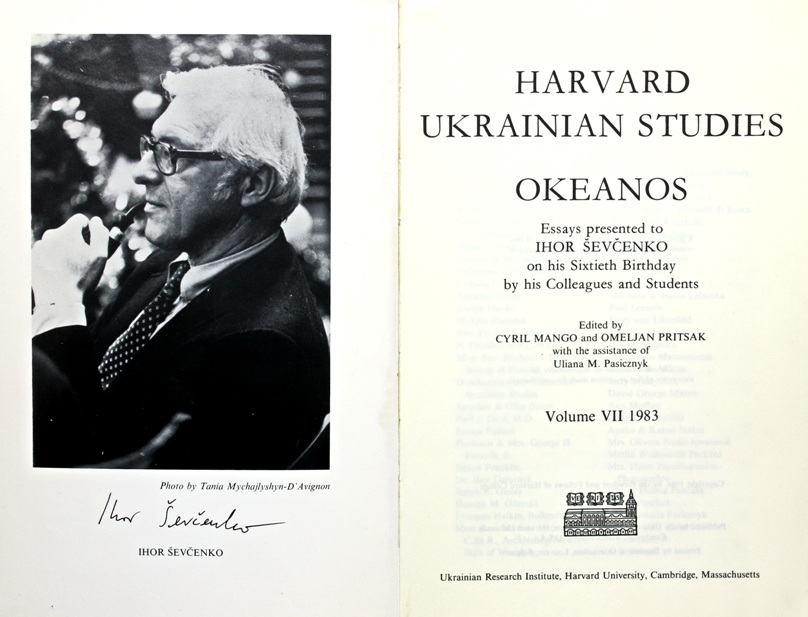 Photo by Tania Mychajlyshyn-D'Avignon
Ihor Ševčenko
IHOR ŠEVČENKO
HARVARD
UKRAINIAN STUDIES
OKEANOS
Essays presented to
IHOR ŠEVČENKO
on his Sixtieth Birthday
by his Colleagues and Students
Edited by
CYRIL MANGO and OMELJAN PRITSAK
with the assistance of
Uliana M. Pasicznyk
Volume VII 1983
Ukrainian Research Institute, Harvard University, Cambridge, Massachusetts